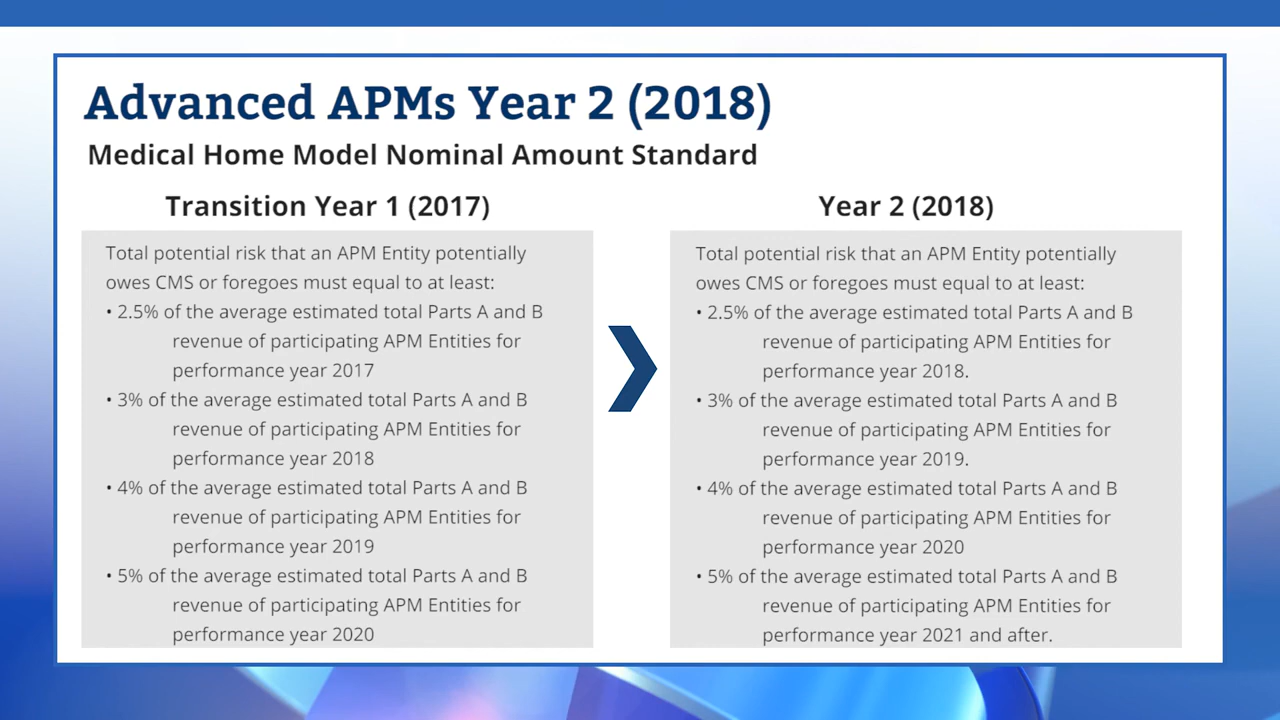 Advanced APMs Year 2 (2018)
Medical Home Model Nominal Amount Standard
Transition Year 1 (2017)
Total potential risk that an APM Entity potentially
owes CMS or foregoes must equal to at least:
• 2.5% of the average estimated total Parts A and B
revenue of participating APM Entities for
performance year 2017
• 3% of the average estimated total Parts A and B
revenue of participating APM Entities for
performance year 2018
• 4% of the average estimated total Parts A and B
revenue of participating APM Entities for
performance year 2019
• 5% of the average estimated total Parts A and B
revenue of participating APM Entities for
performance year 2020
Year 2 (2018)
Total potential risk that an APM Entity potentially
owes CMS or foregoes must equal to at least:
• 2.5% of the average estimated total Parts A and B
revenue of participating APM Entities for
performance year 2018.
• 3% of the average estimated total Parts A and B
revenue of participating APM Entities for
performance year 2019.
• 4% of the average estimated total Parts A and B
revenue of participating APM Entities for
performance year 2020
• 5% of the average estimated total Parts A and B
revenue of participating APM Entities for
performance year 2021 and after.